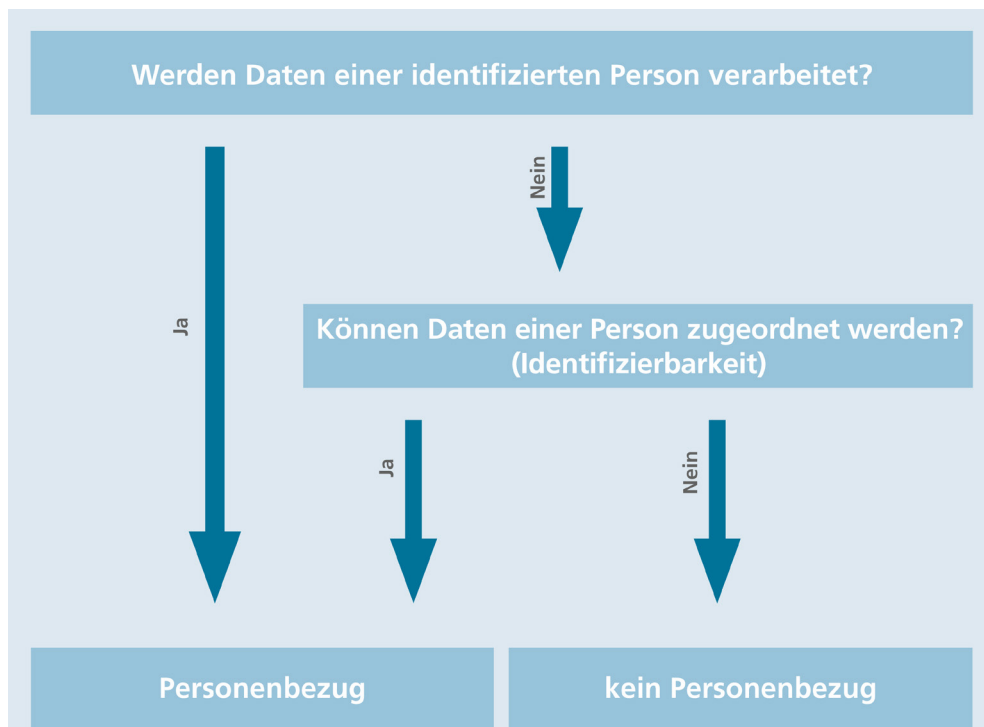 Werden Daten einer identifizierten Person verarbeitet?
Nein
Ja
Können Daten einer Person zugeordnet werden?
(Identifizierbarkeit)
Ja
Nein
Personenbezug
kein Personenbezug